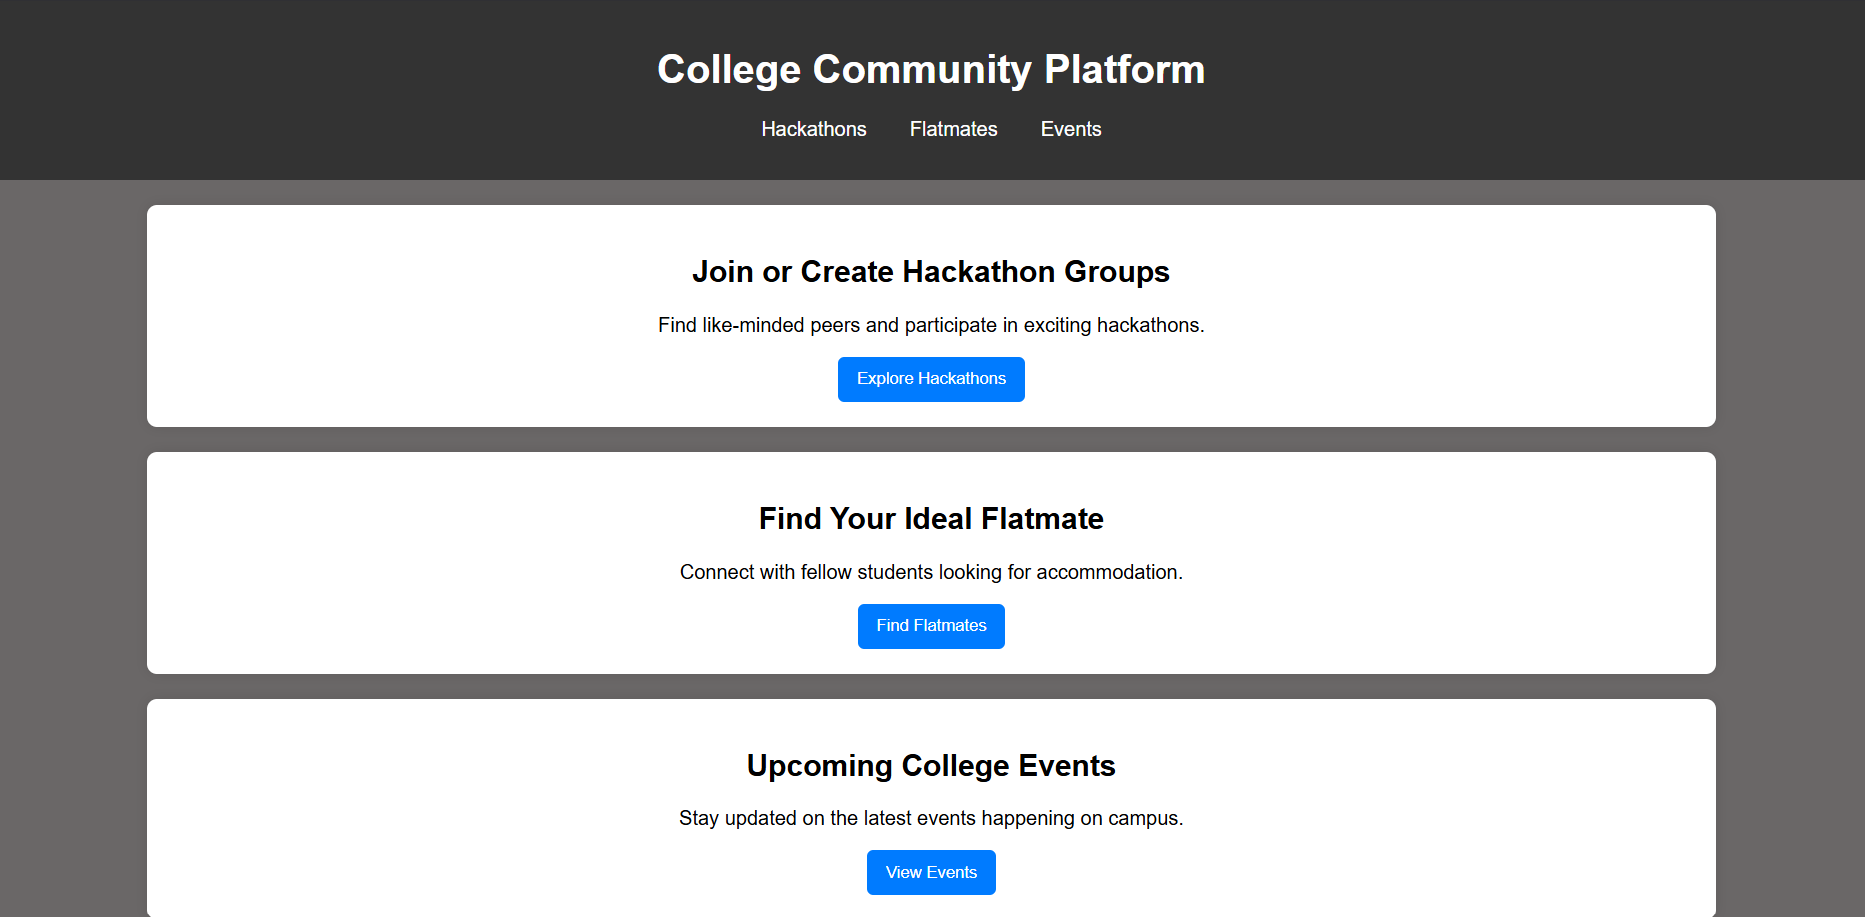 College Community Platform
Hackathons Flatmates Events
Join or Create Hackathon Groups
Find like-minded peers and participate in exciting hackathons.
Explore Hackathons
Find Your Ideal Flatmate
Connect with fellow students looking for accommodation.
Find Flatmates
Upcoming College Events
Stay updated on the latest events happening on campus.
View Events